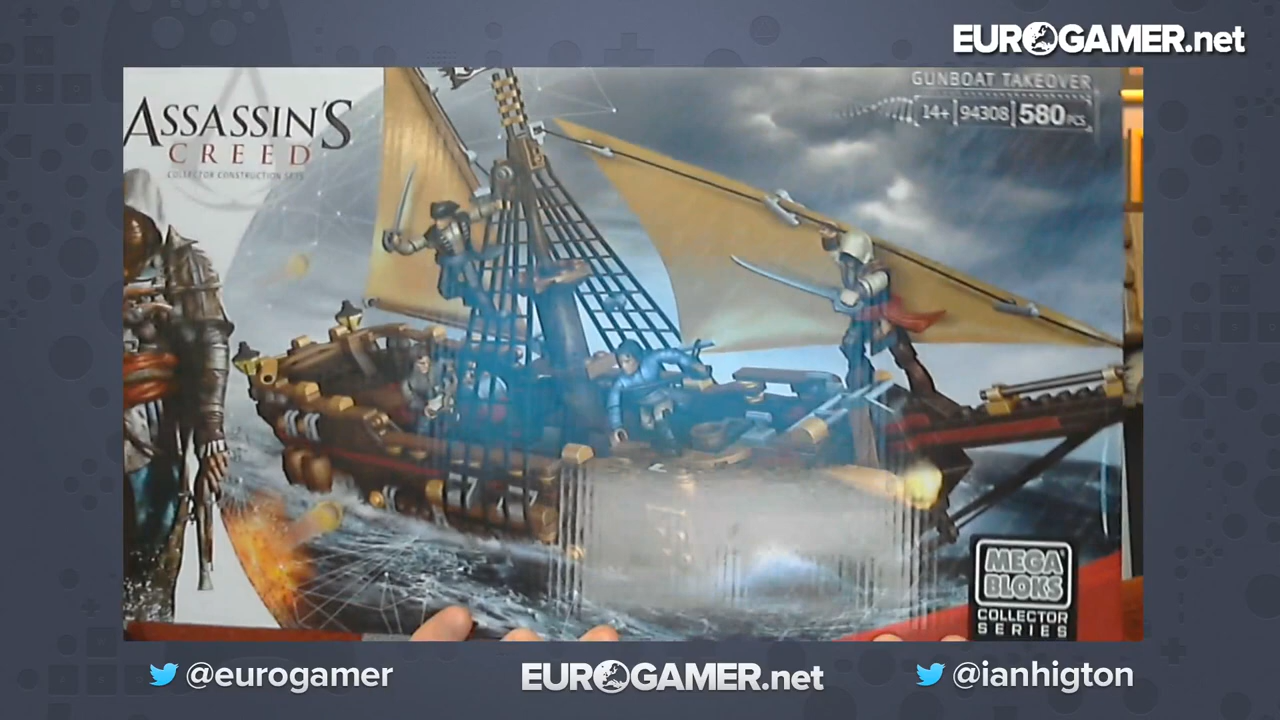 EUROGAMER.net
ASSASSIN'S
CREED
COLLECTOR CONSTRUCTION SETS
GUNBOAT TAKEOVER
14+ 94308 580 PCS.
MEGA
BLOKS
COLLECTOR
SERIES
@eurogamer
EUROGAMER.net
@ianhigton